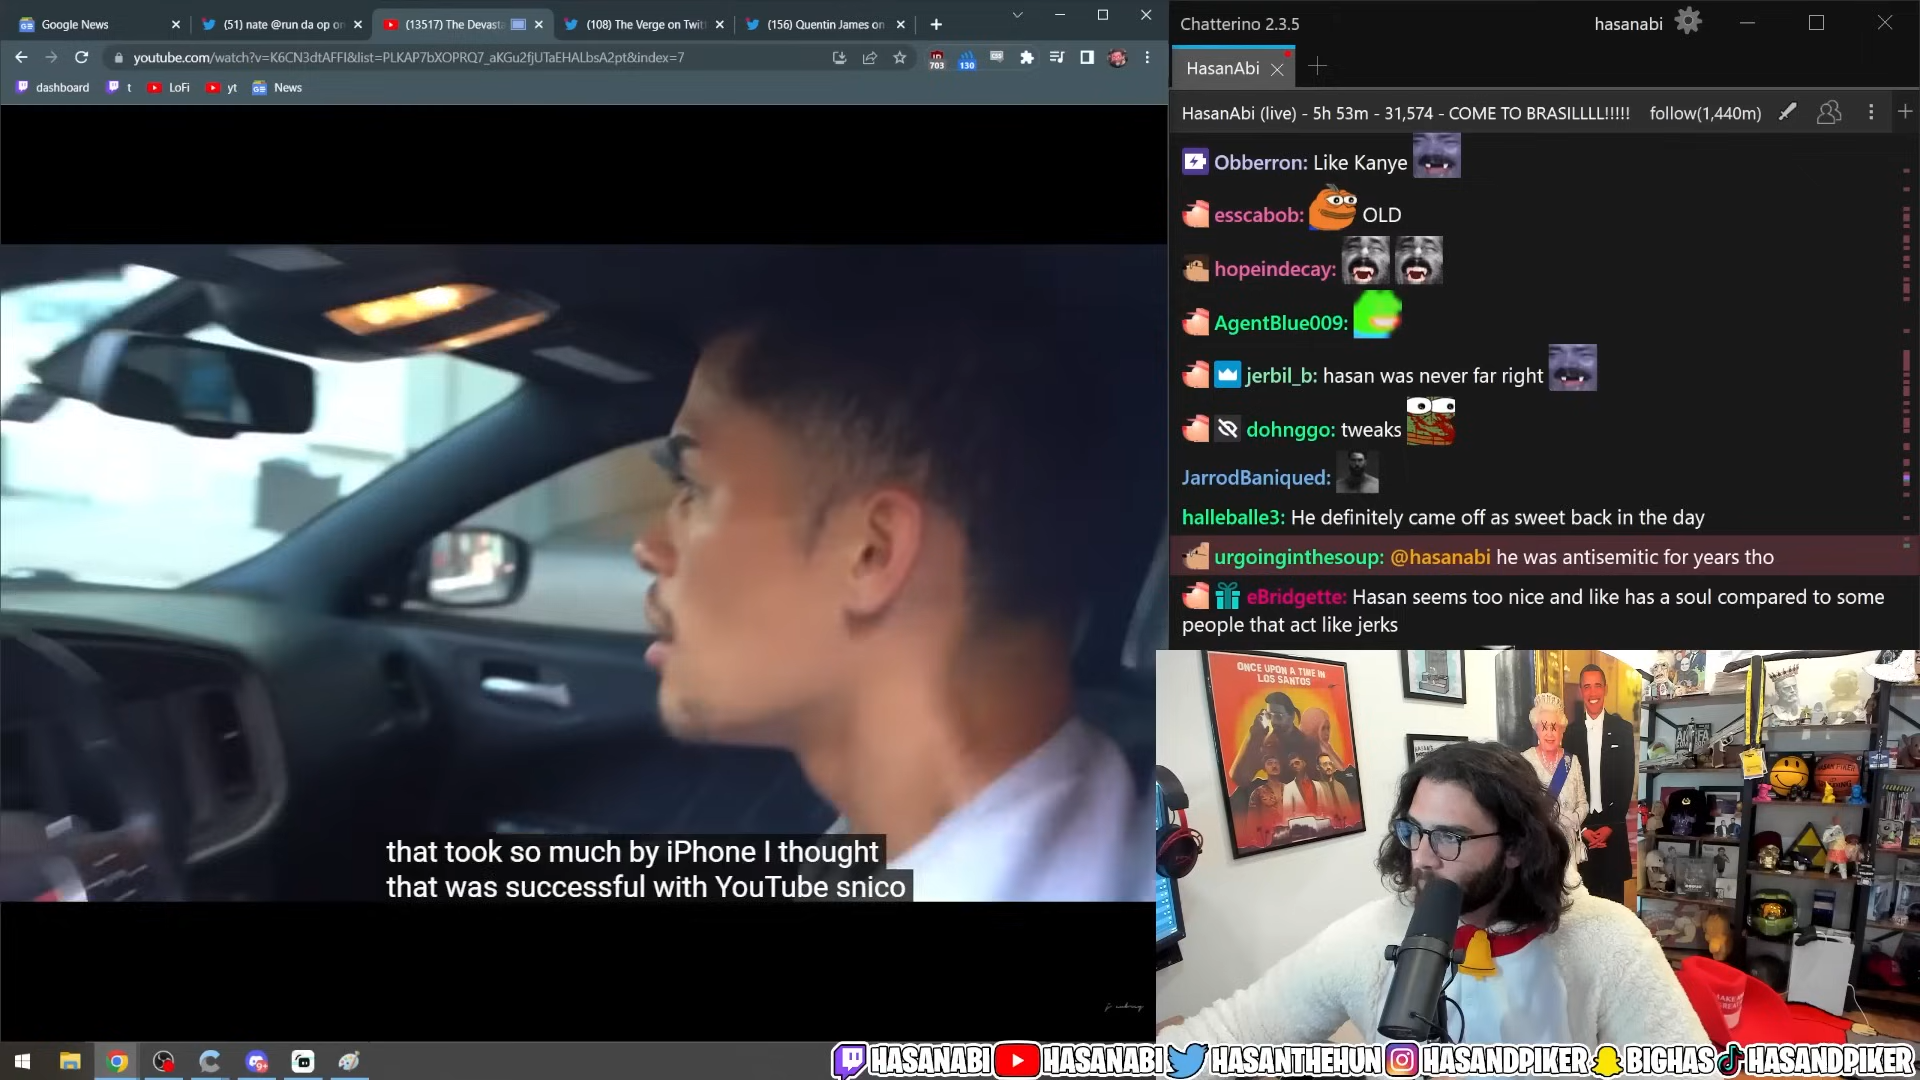 Google News
(51) nate @run da op on
(13517) The Devasta
(108) The Verge on Twitt
(156) Quentin James on
youtube.com/watch?v=K6CN3dtAFFI&list=PLKAP7bXOPRQ7_aKGu2fjUTaEHALbsA2pt&index=7
703
130
dashboard
t
LoFi
yt
News
Chatterino 2.3.5
hasanabi
HasanAbi
HasanAbi (live) - 5h 53m - 31,574 - COME TO BRASILLLL!!!!! follow(1,440m)
Obberron: Like Kanye
esscabob: OLD
hopeindecay:
AgentBlue009:
jerbil_b: hasan was never far right
dohnggo: tweaks
JarrodBaniqued:
halleballe3: He definitely came off as sweet back in the day
urgoinginthesoup: @hasanabi he was antisemitic for years tho
eBridgette: Hasan seems too nice and like has a soul compared to some
people that act like jerks
ONCE UPON A TIME IN
LOS SANTOS
that took so much by iPhone I thought
that was successful with YouTube snico
HASANABI HASANABI HASANTHEHUN HASANDPIKER BIGHAS HASANDPIKER